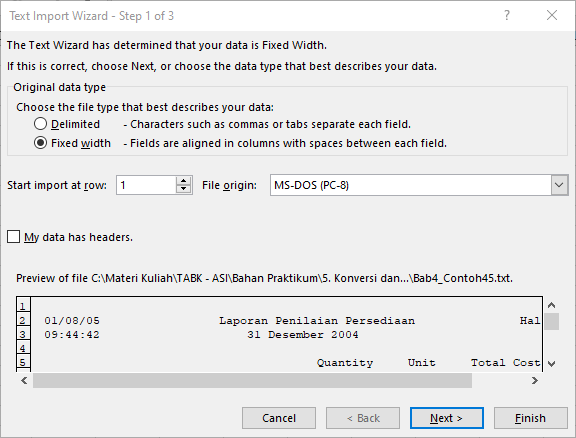 Text Import Wizard - Step 1 of 3
The Text Wizard has determined that your data is Fixed Width.
If this is correct, choose Next, or choose the data type that best describes your data.
Original data type
Choose the file type that best describes your data:
Delimited - Characters such as commas or tabs separate each field.
Fixed width - Fields are aligned in columns with spaces between each field.
Start import at row: 1 File origin: MS-DOS (PC-8)
My data has headers.
Preview of file C:\Materi Kuliah\TABK - ASI\Bahan Praktikum\5. Konversi dan...\Bab4_Contoh45.txt.
1
2 01/08/05 Laporan Penilaian Persediaan Hal
3 09:44:42 31 Desember 2004
4
5 Quantity Unit Total Cost
Cancel < Back Next > Finish